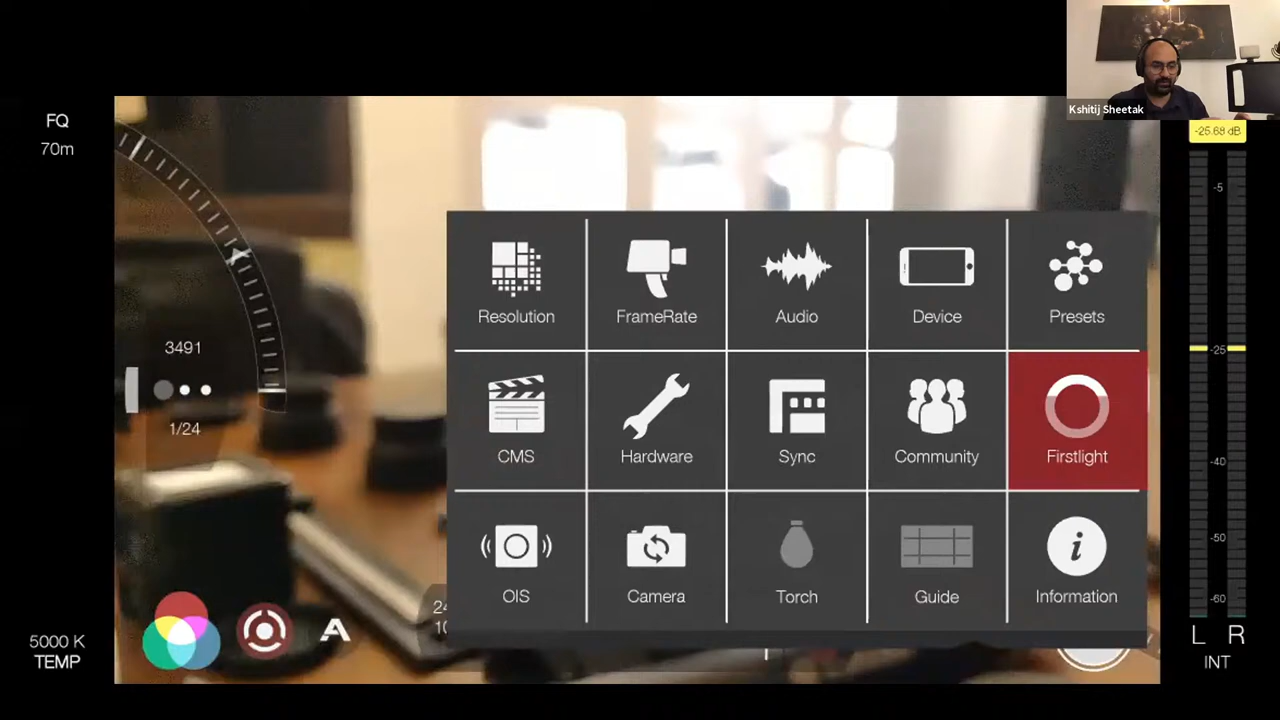 Kshitij Sheetak
FQ
70m
-25.68 dB
-5
Resolution
FrameRate
Audio
Device
Presets
3491
-25
1/24
CMS
Hardware
Sync
Community
Firstlight
-40
-50
OIS
Camera
Torch
Guide
Information
-60
A
5000 K
TEMP
L R
INT